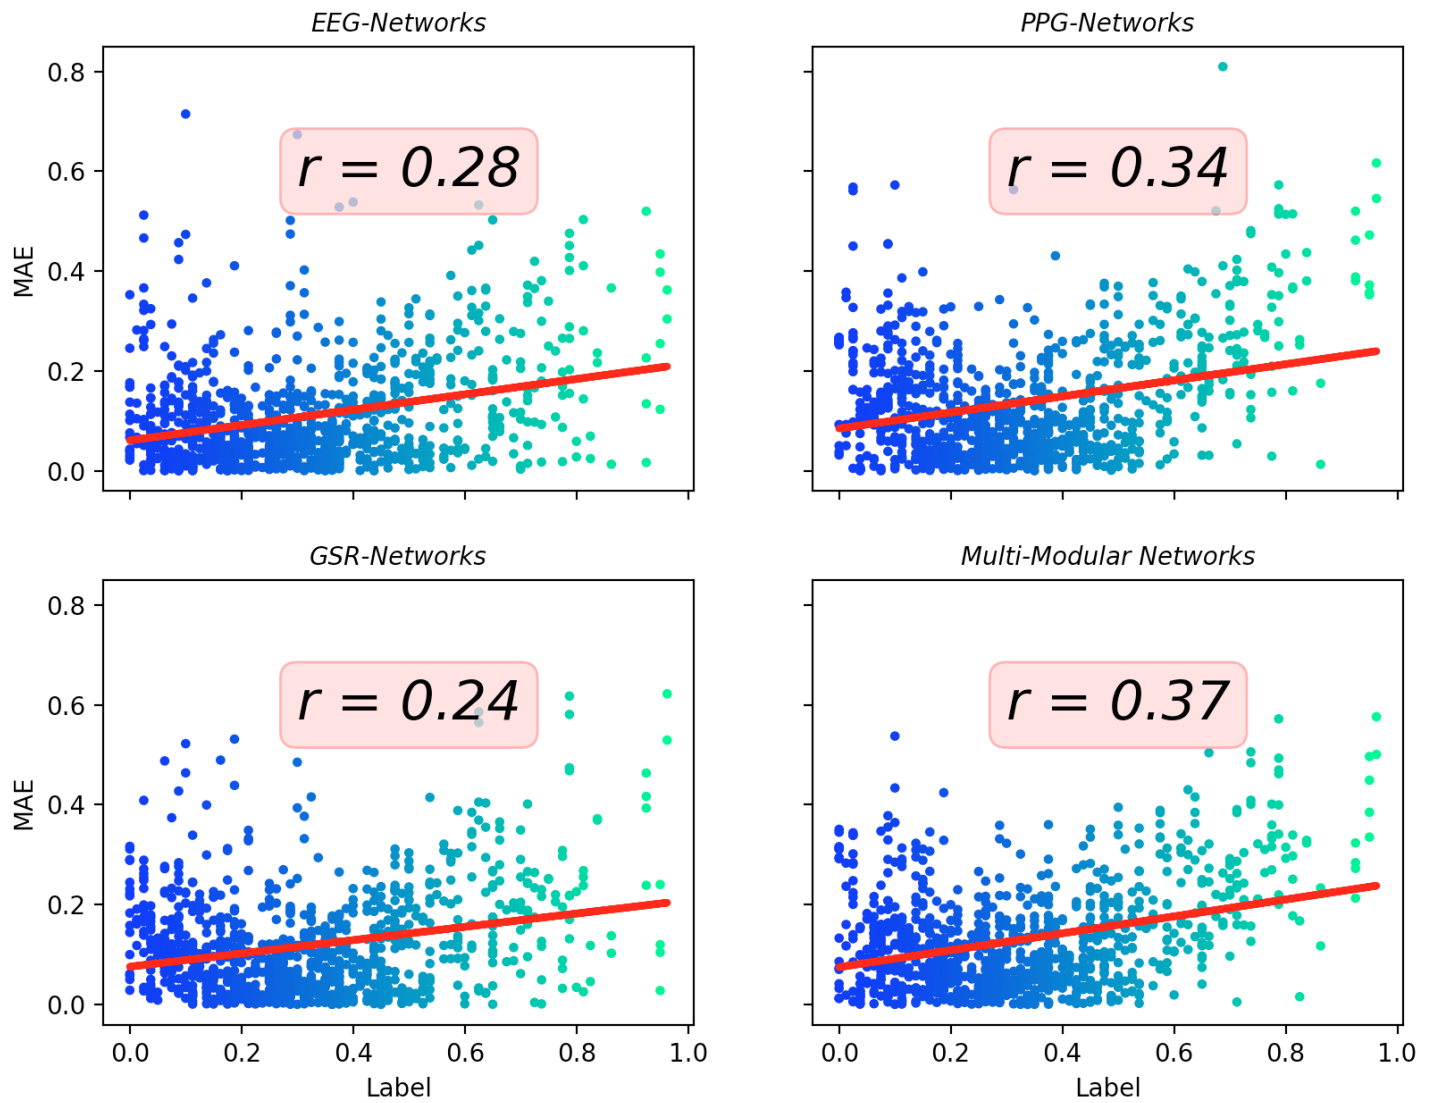 EEG-Networks
PPG-Networks
0.8
0.6
0.4
0.2
0.0
MAE
r = 0.28
r = 0.34
GSR-Networks
Multi-Modular Networks
0.8
0.6
0.4
0.2
0.0
MAE
r = 0.24
r = 0.37
0.0 0.2 0.4 0.6 0.8 1.0
0.0 0.2 0.4 0.6 0.8 1.0
Label
Label